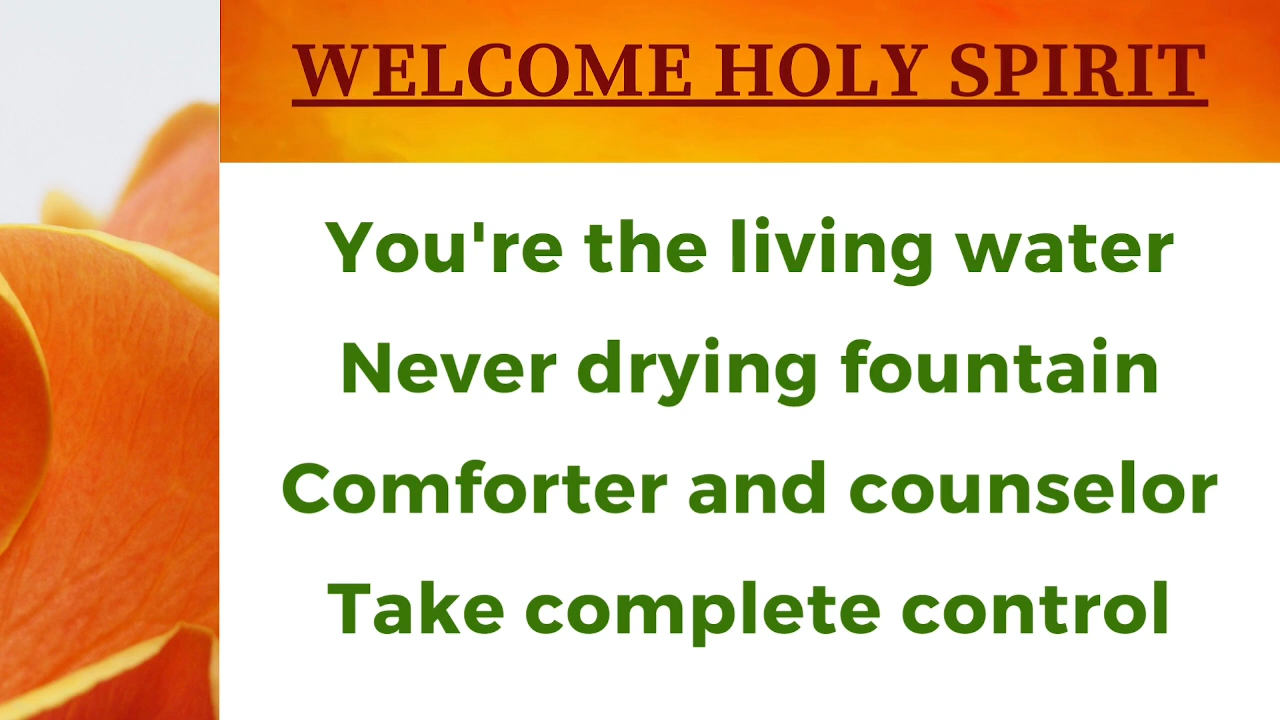 WELCOME HOLY SPIRIT
You're the living water
Never drying fountain
Comforter and counselor
Take complete control